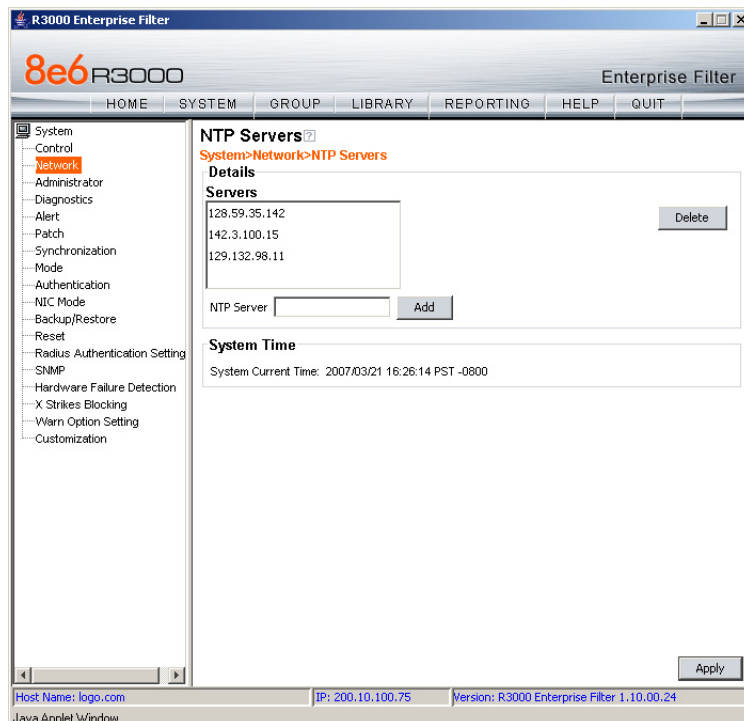 R3000 Enterprise Filter
8e6 R3000
Enterprise Filter
HOME SYSTEM GROUP LIBRARY REPORTING HELP QUIT
System
Control
Network
Administrator
Diagnostics
Alert
Patch
Synchronization
Mode
Authentication
NIC Mode
Backup/Restore
Reset
Radius Authentication Setting
SNMP
Hardware Failure Detection
X Strikes Blocking
Warn Option Setting
Customization
NTP Servers ?
System>Network>NTP Servers
Details
Servers
128.59.35.142
142.3.100.15
129.132.98.11
Delete
NTP Server
Add
System Time
System Current Time: 2007/03/21 16:26:14 PST -0800
Apply
Host Name: logo.com IP: 200.10.100.75 Version: R3000 Enterprise Filter 1.10.00.24
Java Applet Window